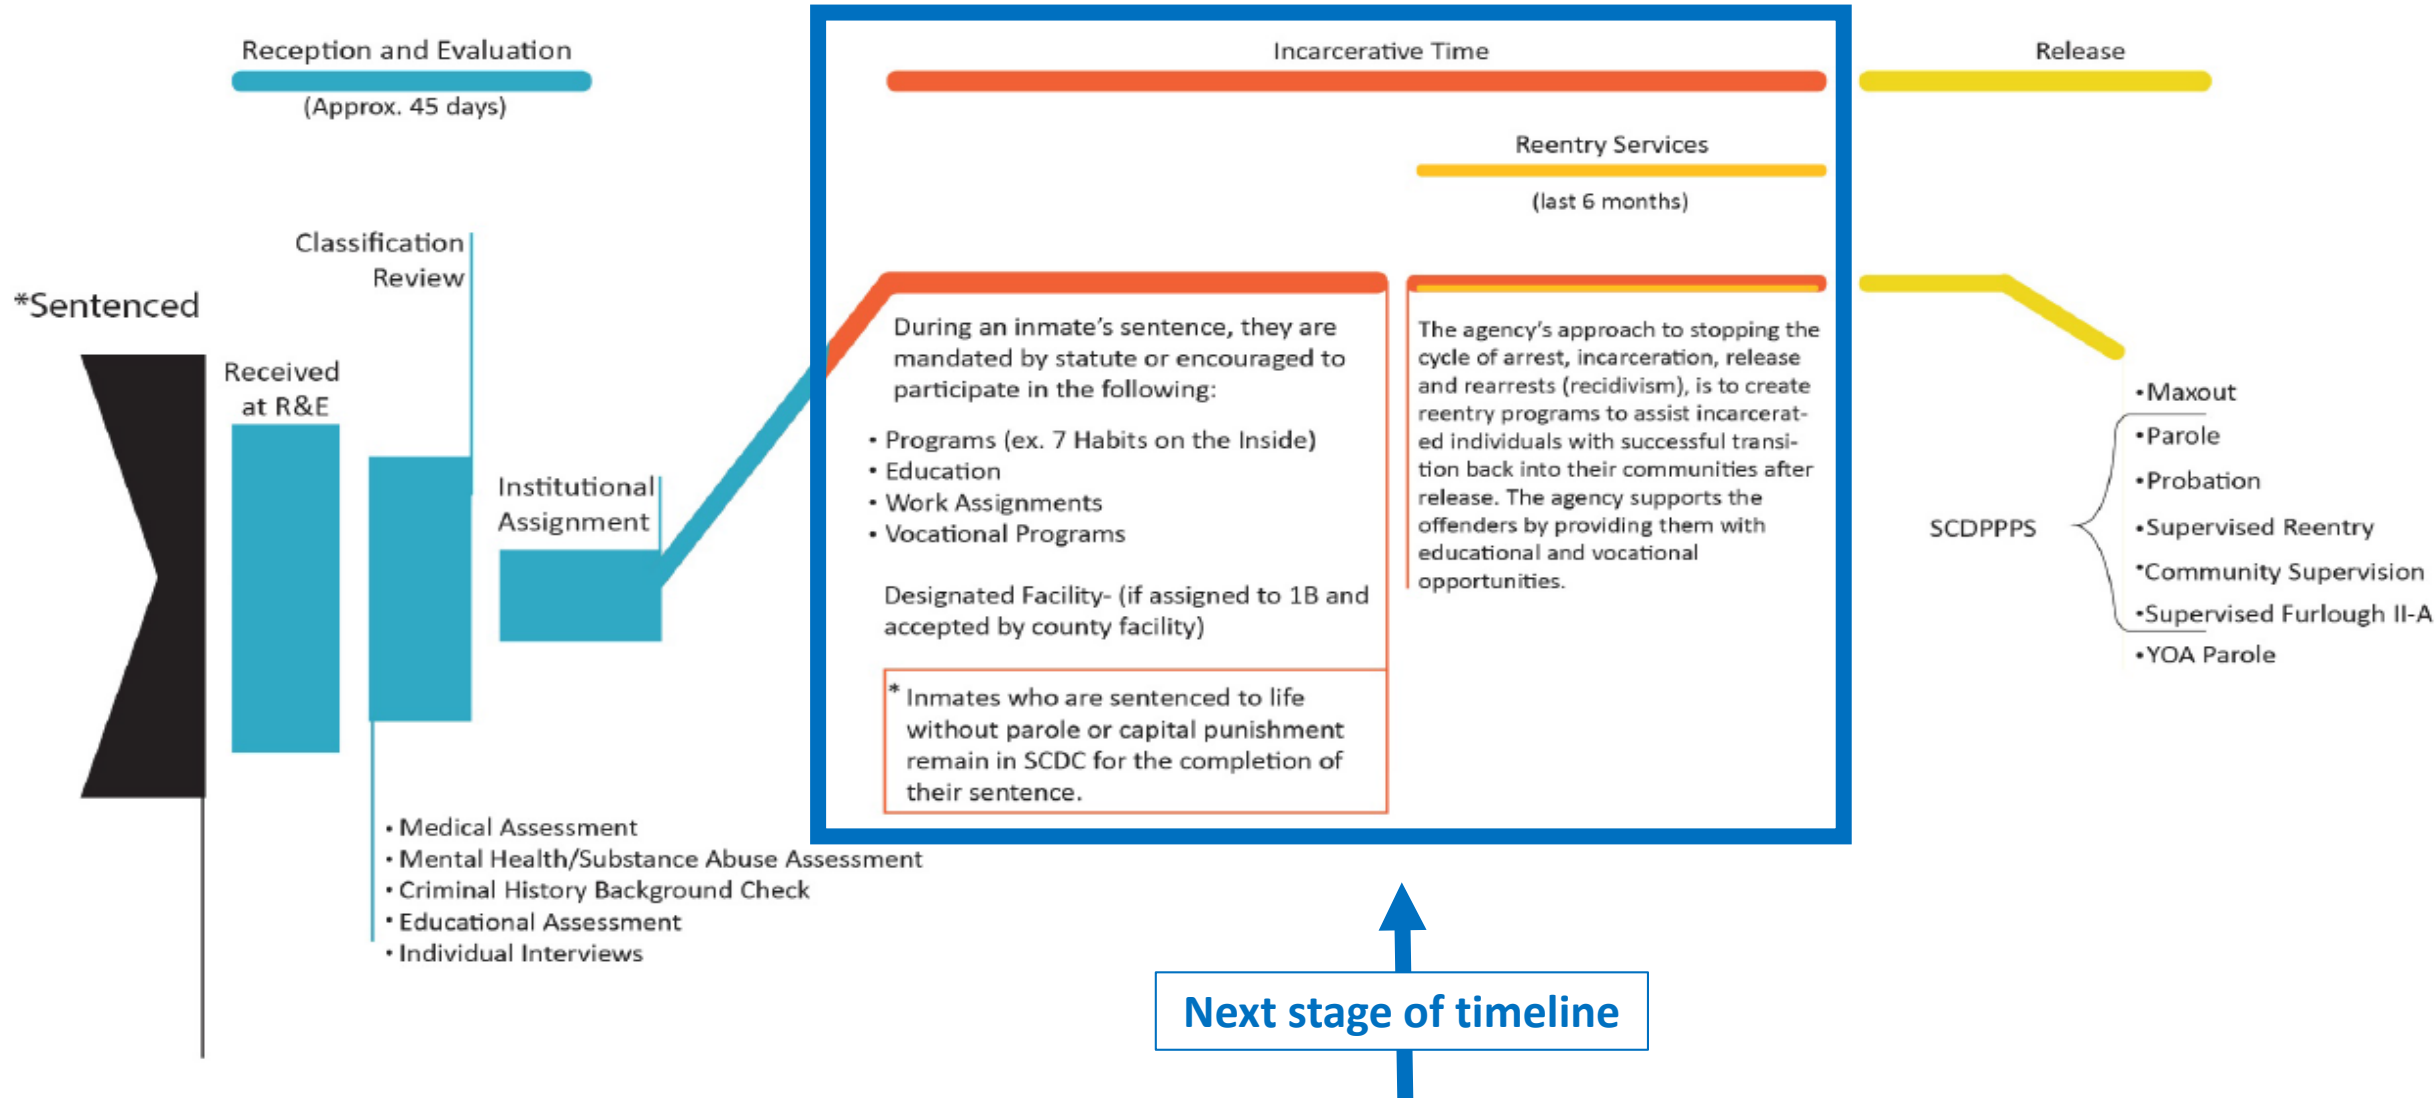 Reception and Evaluation
(Approx. 45 days)
Incarcerative Time
Release
Reentry Services
(last 6 months)
*Sentenced
Received
at R&E
Classification
Review
Institutional
Assignment
• Medical Assessment
• Mental Health/Substance Abuse Assessment
• Criminal History Background Check
• Educational Assessment
• Individual Interviews
During an inmate's sentence, they are
mandated by statute or encouraged to
participate in the following:
• Programs (ex. 7 Habits on the Inside)
• Education
• Work Assignments
• Vocational Programs
Designated Facility- (if assigned to 1B and
accepted by county facility)
* Inmates who are sentenced to life
without parole or capital punishment
remain in SCDC for the completion of
their sentence.
The agency's approach to stopping the
cycle of arrest, incarceration, release
and rearrests (recidivism), is to create
reentry programs to assist incarcerat-
ed individuals with successful transi-
tion back into their communities after
release. The agency supports the
offenders by providing them with
educational and vocational
opportunities.
SCDPPPS
•Maxout
•Parole
•Probation
•Supervised Reentry
•Community Supervision
•Supervised Furlough II-A
•YOA Parole
Next stage of timeline